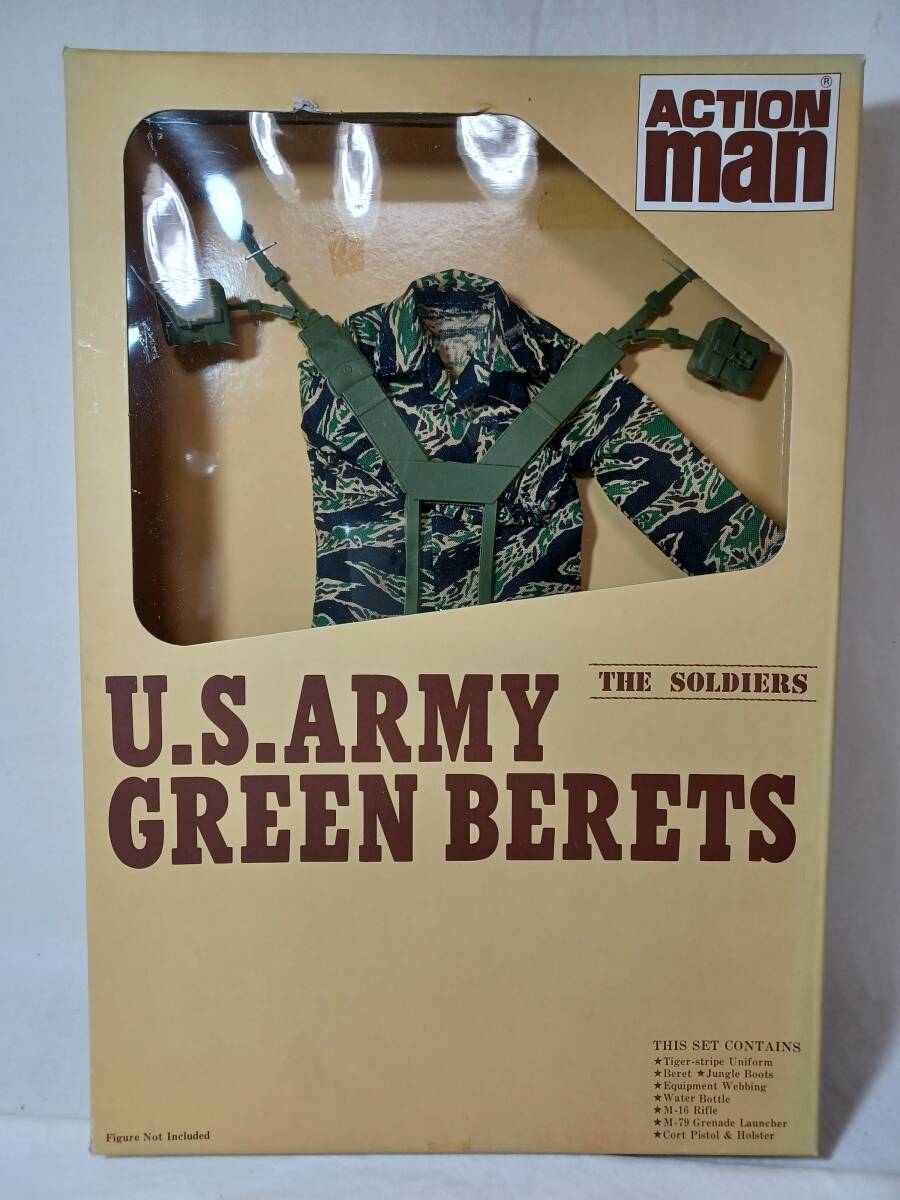 ACTION ®
man
THE SOLDIERS
U.S.ARMY
GREEN BERETS
THIS SET CONTAINS
★Tiger-stripe Uniform
★Beret ★Jungle Boots
★Equipment Webbing
★Water Bottle
★M-16 Rifle
★M-79 Grenade Launcher
★Cort Pistol & Holster
Figure Not Included